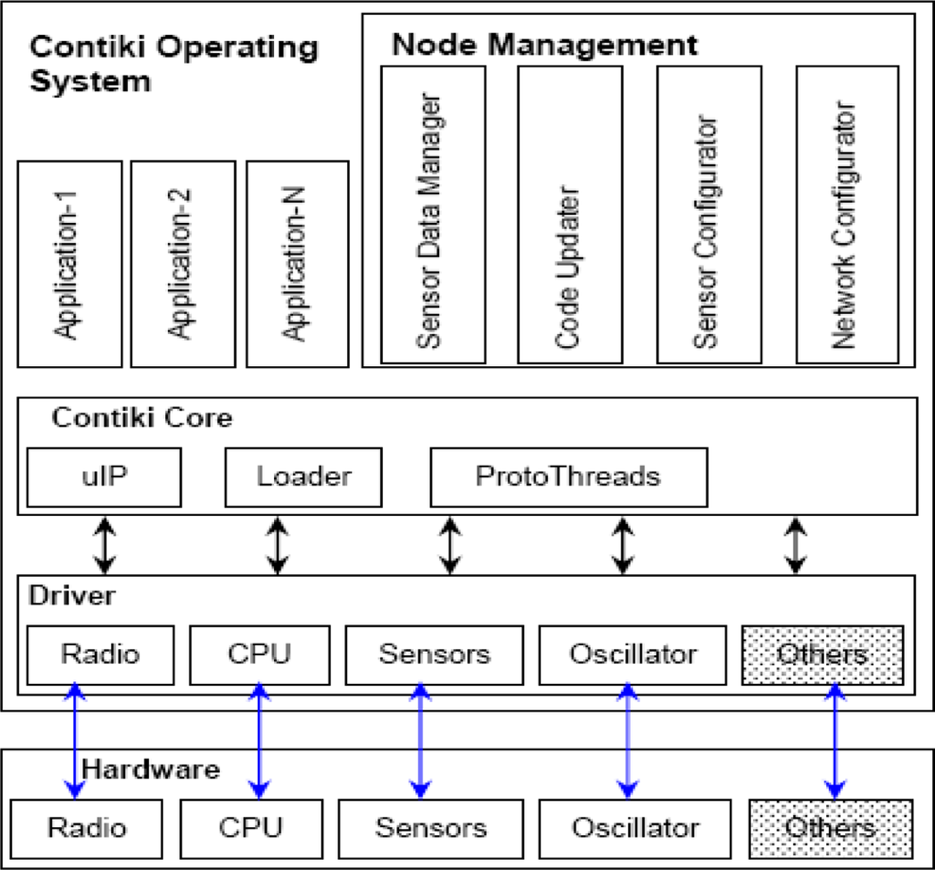 Contiki Operating
System
Node Management
Application-1
Application-2
Application-N
Sensor Data Manager
Code Updater
Sensor Configurator
Network Configurator
Contiki Core
uIP
Loader
ProtoThreads
Driver
Radio
CPU
Sensors
Oscillator
Others
Hardware
Radio
CPU
Sensors
Oscillator
Others